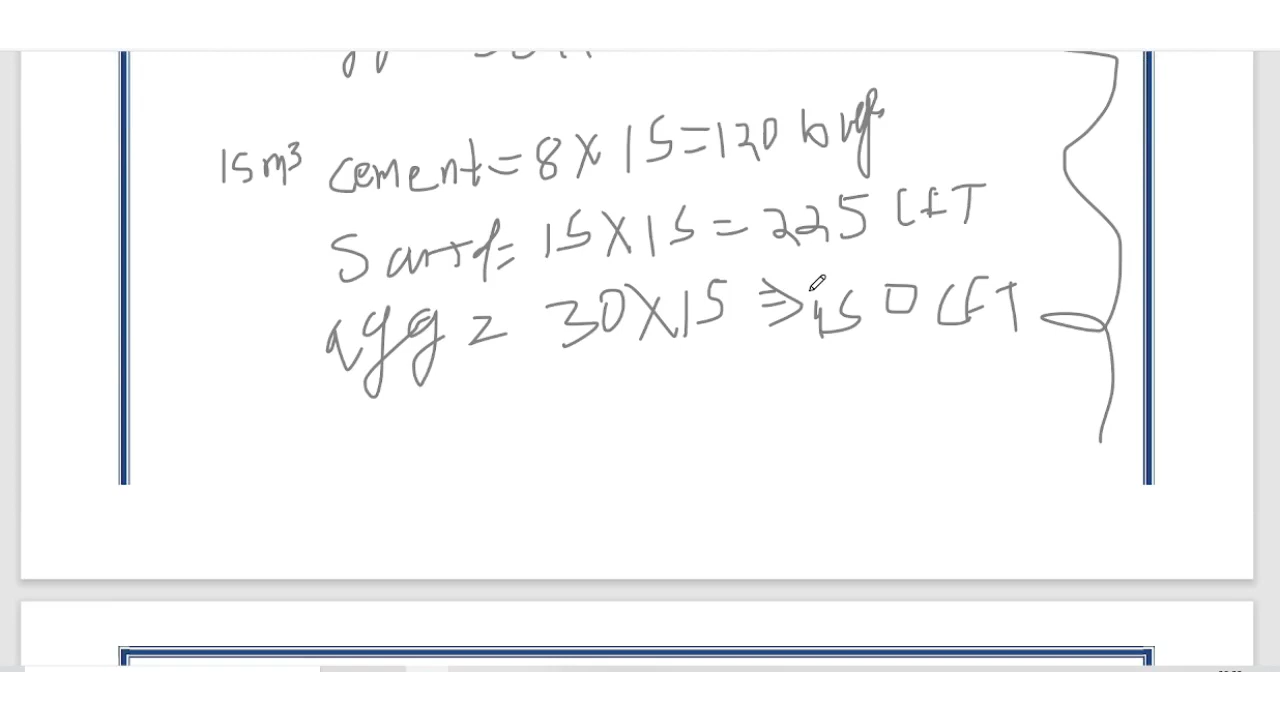 15m³ cement = 8 X 15 = 120 bag
Sand = 15 X 15 = 225 CFT
agg = 30 X 15 => 450 CFT